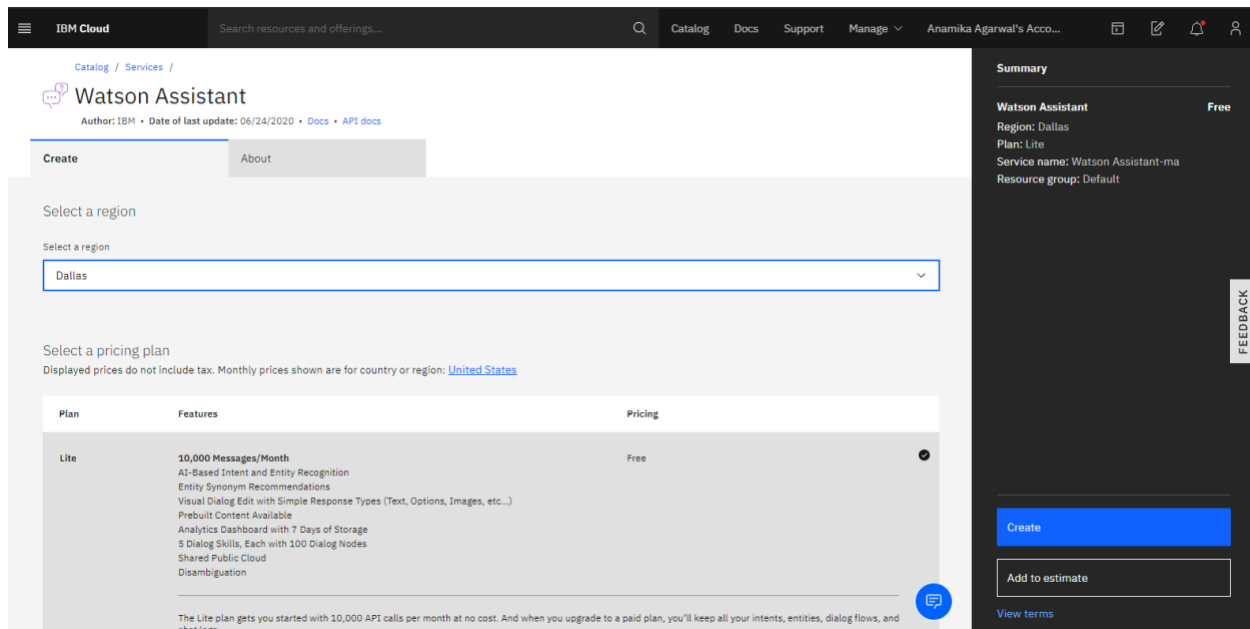 IBM Cloud
Search resources and offerings...
Catalog
Docs
Support
Manage
Anamika Agarwal's Acco...
Catalog / Services /
Watson Assistant
Author: IBM • Date of last update: 06/24/2020 • Docs • API docs
Create
About
Select a region
Select a region
Dallas
Select a pricing plan
Displayed prices do not include tax. Monthly prices shown are for country or region: United States
Plan
Features
Pricing
Lite
10,000 Messages/Month
Free
AI-Based Intent and Entity Recognition
Entity Synonym Recommendations
Visual Dialog Edit with Simple Response Types (Text, Options, Images, etc...)
Prebuilt Content Available
Analytics Dashboard with 7 Days of Storage
5 Dialog Skills, Each with 100 Dialog Nodes
Shared Public Cloud
Disambiguation
The Lite plan gets you started with 10,000 API calls per month at no cost. And when you upgrade to a paid plan, you'll keep all your intents, entities, dialog flows, and
Summary
Watson Assistant
Free
Region: Dallas
Plan: Lite
Service name: Watson Assistant-ma
Resource group: Default
FEEDBACK
Create
Add to estimate
View terms